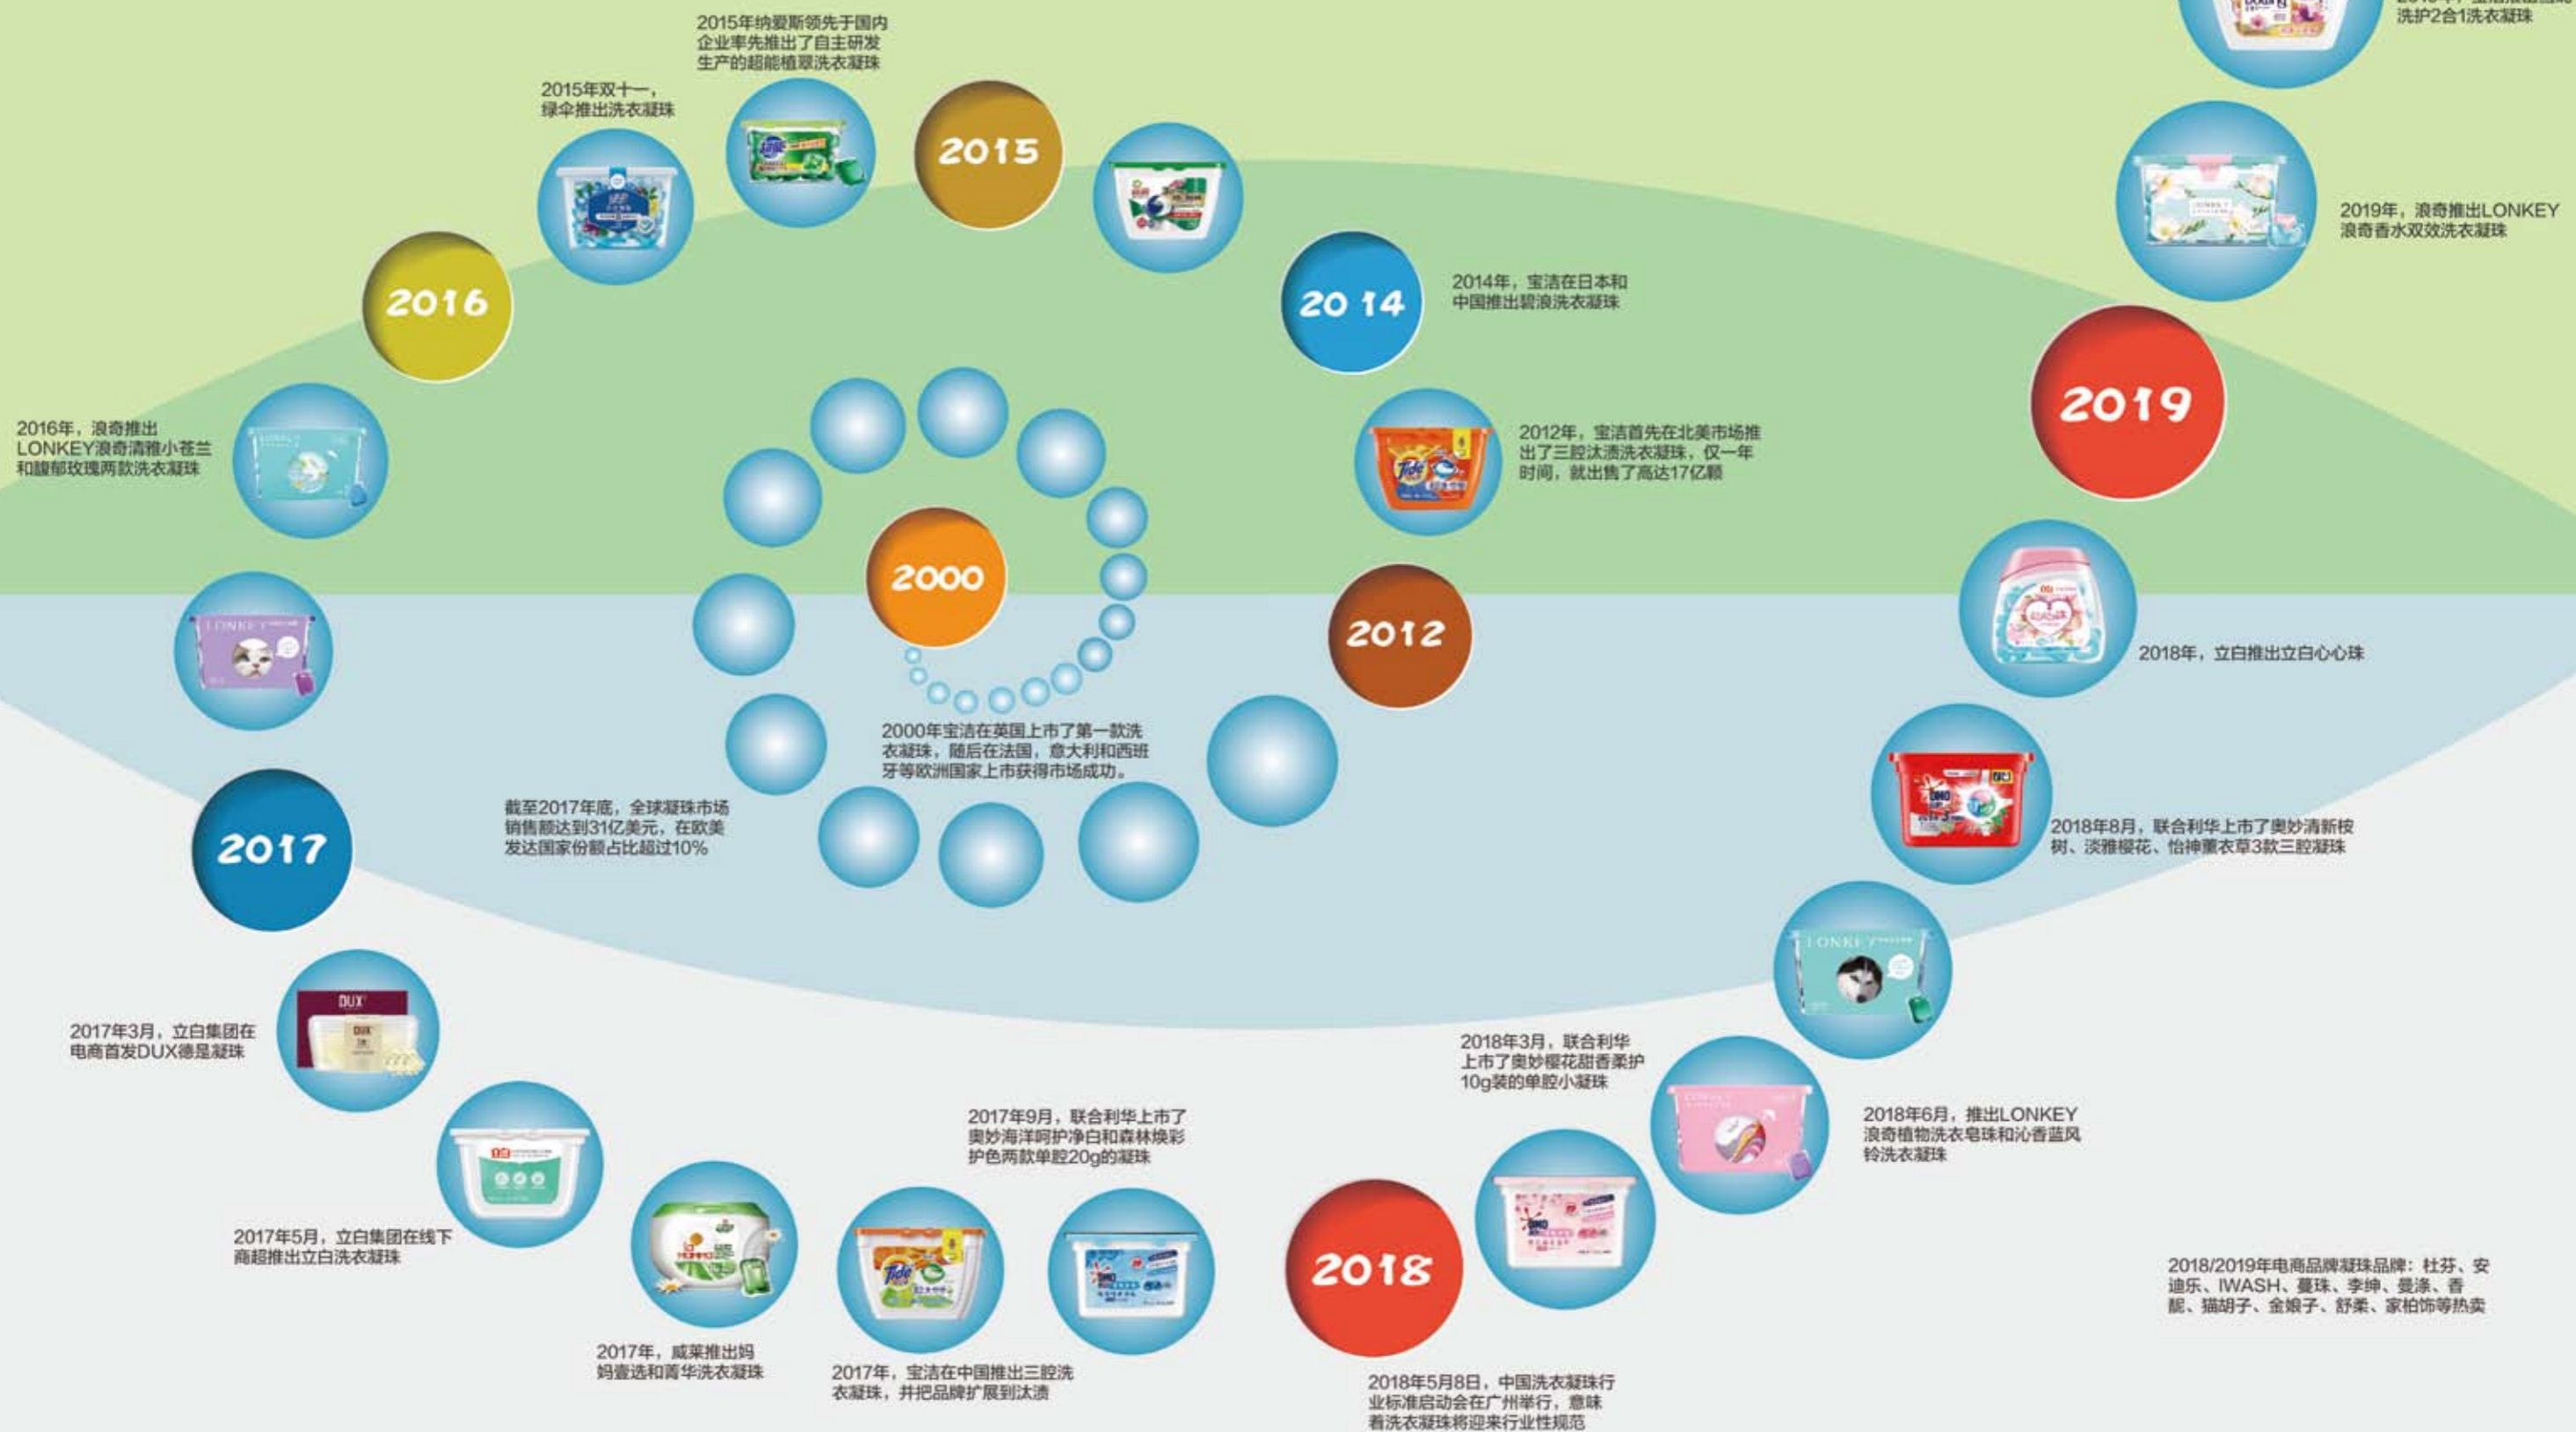 2000
2000年宝洁在英国上市了第一款洗
衣凝珠，随后在法国，意大利和西班
牙等欧洲国家上市获得市场成功。
2012
2012年，宝洁首先在北美市场推
出了三腔汰渍洗衣凝珠，仅一年
时间，就出售了高达17亿颗
Tide
2014
2014年，宝洁在日本和
中国推出碧浪洗衣凝珠
2015
2015年纳爱斯领先于国内
企业率先推出了自主研发
生产的超能植翠洗衣凝珠
超能
2015年双十一，
绿伞推出洗衣凝珠
2016
2016年，浪奇推出
LONKEY浪奇清雅小苍兰
和馥郁玫瑰两款洗衣凝珠
LONKEY
LONKEY
2017
截至2017年底，全球凝珠市场
销售额达到31亿美元，在欧美
发达国家份额占比超过10%
2017年3月，立白集团在
电商首发DUX德是凝珠
DUX
DUX
2017年5月，立白集团在线下
商超推出立白洗衣凝珠
立白
2017年，威莱推出妈
妈壹选和菁华洗衣凝珠
2017年，宝洁在中国推出三腔洗
衣凝珠，并把品牌扩展到汰渍
Tide
2017年9月，联合利华上市了
奥妙海洋呵护净白和森林焕彩
护色两款单腔20g的凝珠
OMO
2018
2018年5月8日，中国洗衣凝珠行
业标准启动会在广州举行，意味
着洗衣凝珠将迎来行业性规范
2018年3月，联合利华
上市了奥妙樱花甜香柔护
10g装的单腔小凝珠
OMO
2018年6月，推出LONKEY
浪奇植物洗衣皂珠和沁香蓝风
铃洗衣凝珠
LONKEY
LONKEY
2018年8月，联合利华上市了奥妙清新桉
树、淡雅樱花、怡神薰衣草3款三腔凝珠
OMO
2018年，立白推出立白心心珠
2019
2019年，浪奇推出LONKEY
浪奇香水双效洗衣凝珠
LONKEY
洗护2合1洗衣凝珠
2018/2019年电商品牌凝珠品牌：杜芬、安
迪乐、IWASH、蔓珠、李绅、曼涤、香
靓、猫胡子、金娘子、舒柔、家柏饰等热卖